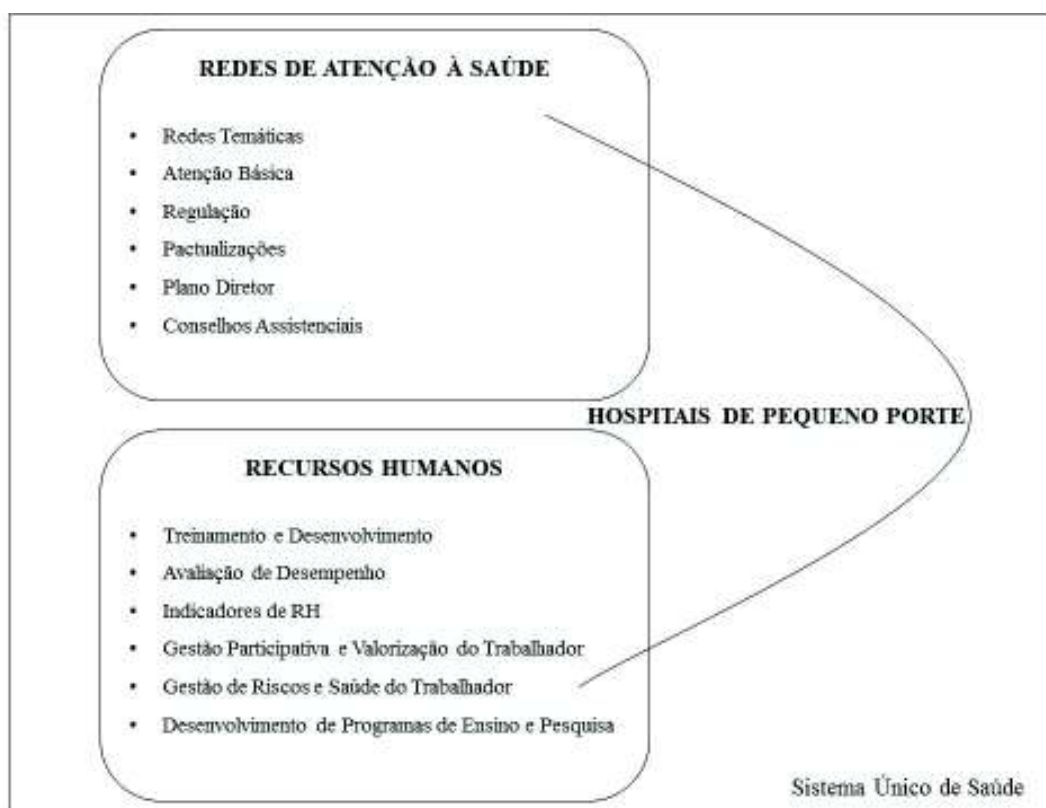 REDES DE ATENÇÃO À SAÚDE
• Redes Temáticas
• Atenção Básica
• Regulação
• Pactualizações
• Plano Diretor
• Conselhos Assistenciais
HOSPITAIS DE PEQUENO PORTE
RECURSOS HUMANOS
• Treinamento e Desenvolvimento
• Avaliação de Desempenho
• Indicadores de RH
• Gestão Participativa e Valorização do Trabalhador
• Gestão de Riscos e Saúde do Trabalhador
• Desenvolvimento de Programas de Ensino e Pesquisa
Sistema Único de Saúde